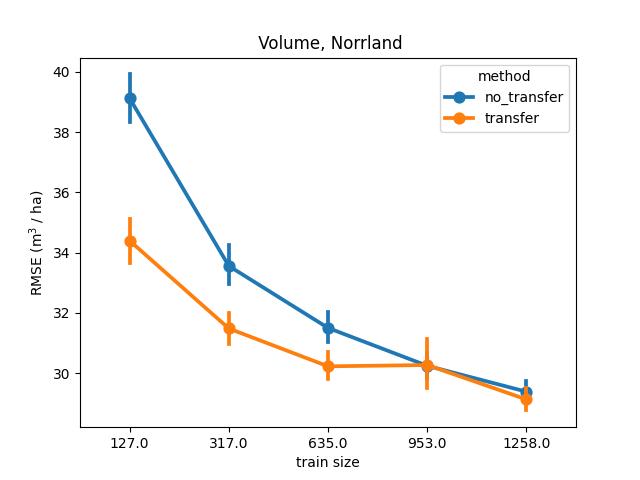 Volume, Norrland
method
no_transfer
transfer
RMSE (m³ / ha)
40
38
36
34
32
30
127.0 317.0 635.0 953.0 1258.0
train size